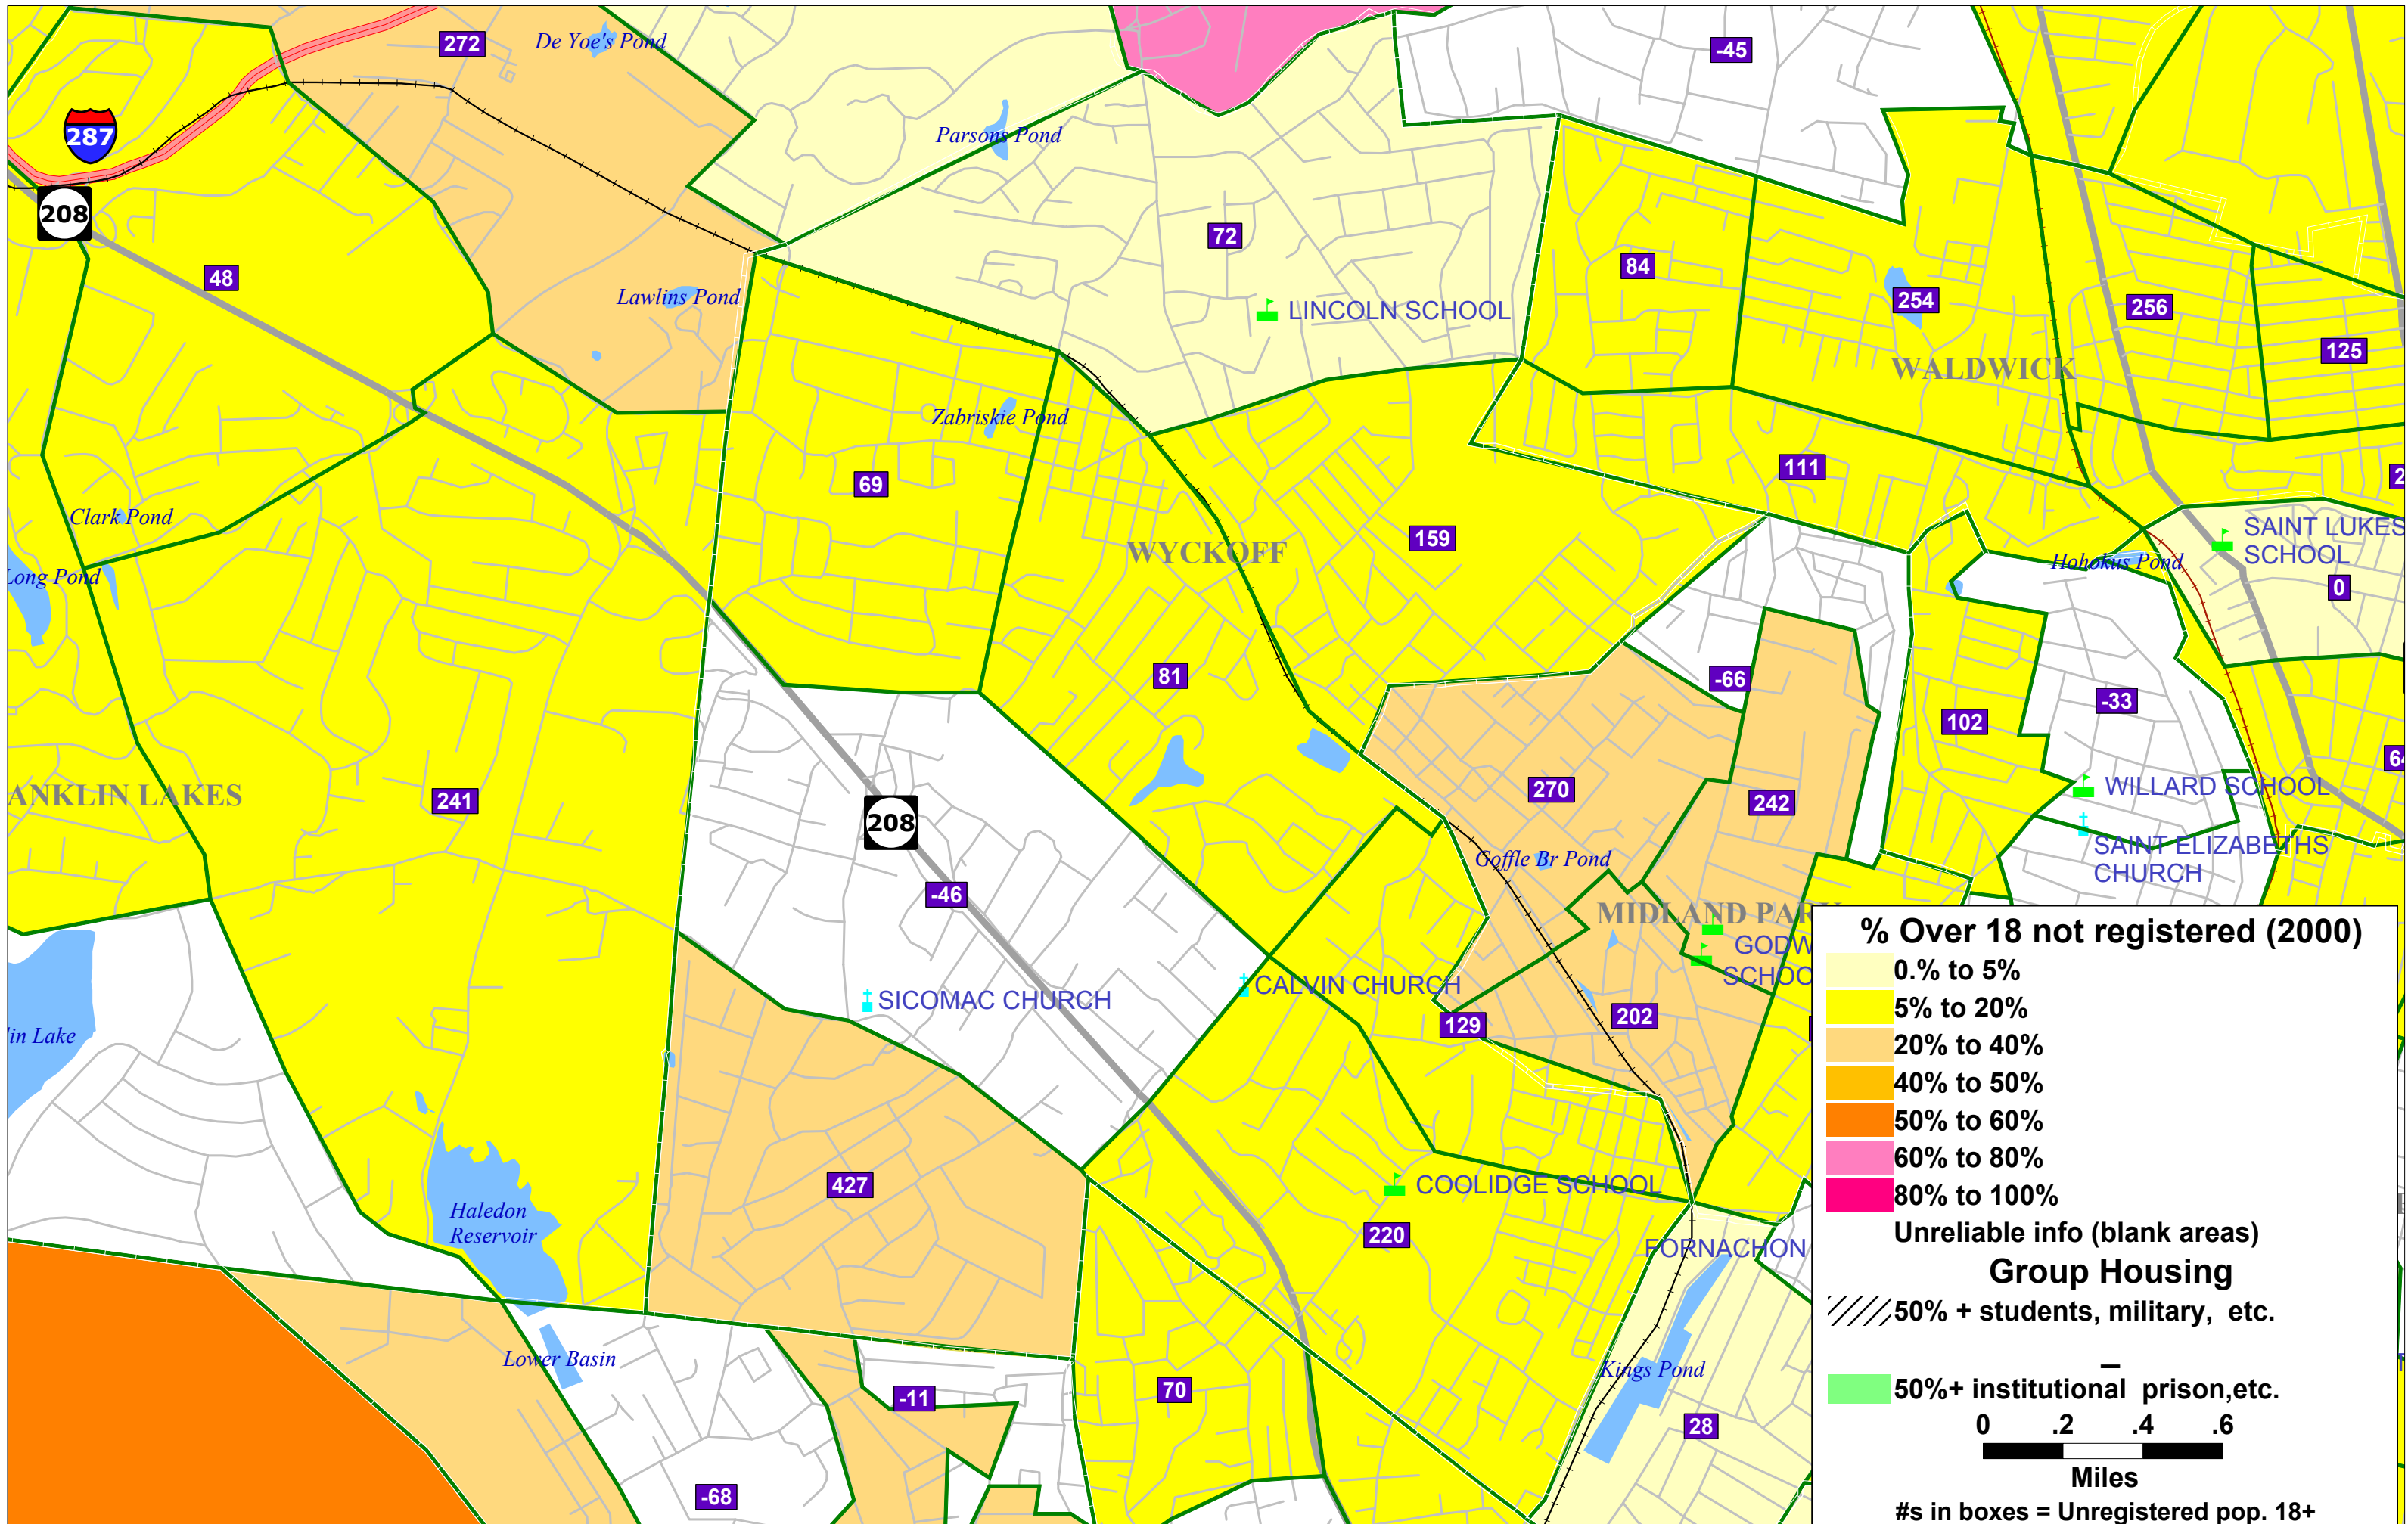 272
De Yoe's Pond
-45
287
Parsons Pond
208
72
48
84
Lawlins Pond
LINCOLN SCHOOL
254
256
125
WALDWICK
Zabriskie Pond
69
111
Clark Pond
159
SAINT LUKES
SCHOOL
WYCKOFF
Long Pond
Hohokus Pond
0
81
-66
-33
102
64
ANKLIN LAKES
241
270
242
WILLARD SCHOOL
208
Goffle Br Pond
SAINT ELIZABETHS
CHURCH
-46
MIDLAND PARK
GODW
SCHOO
CALVIN CHURCH
SICOMAC CHURCH
129
202
lin Lake
427
COOLIDGE SCHOOL
Haledon
Reservoir
220
FORNACHON
Lower Basin
Kings Pond
-11
70
28
-68
% Over 18 not registered (2000)
0.% to 5%
5% to 20%
20% to 40%
40% to 50%
50% to 60%
60% to 80%
80% to 100%
Unreliable info (blank areas)
Group Housing
50% + students, military, etc.
50%+ institutional prison,etc.
0 .2 .4 .6
Miles
#s in boxes = Unregistered pop. 18+